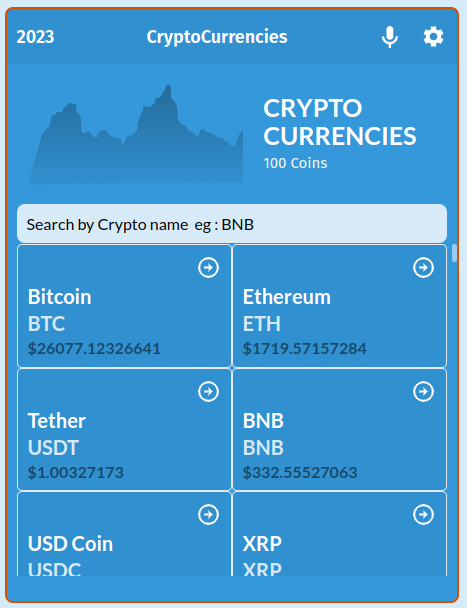 2023
CryptoCurrencies
CRYPTO
CURRENCIES
100 Coins
Search by Crypto name eg : BNB
Bitcoin
BTC
$26077.12326641
Ethereum
ETH
$1719.57157284
Tether
USDT
$1.00327173
BNB
BNB
$332.55527063
USD Coin
USDC
XRP
XRP